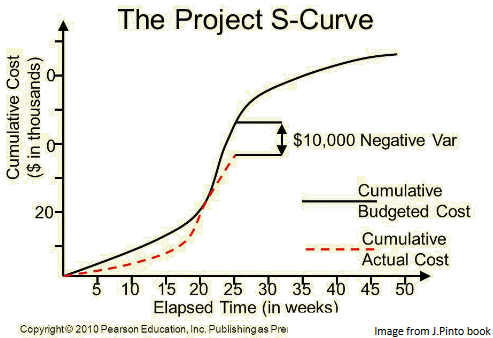 The Project S-Curve
Cumulative Cost
($ in thousands)
0
0
20
$10,000 Negative Var
Cumulative
Budgeted Cost
Cumulative
Actual Cost
5 10 15 20 25 30 35 40 45 50
Elapsed Time (in weeks)
Copyright © 2010 Pearson Education, Inc. Publishing as Pre
Image from J.Pinto book